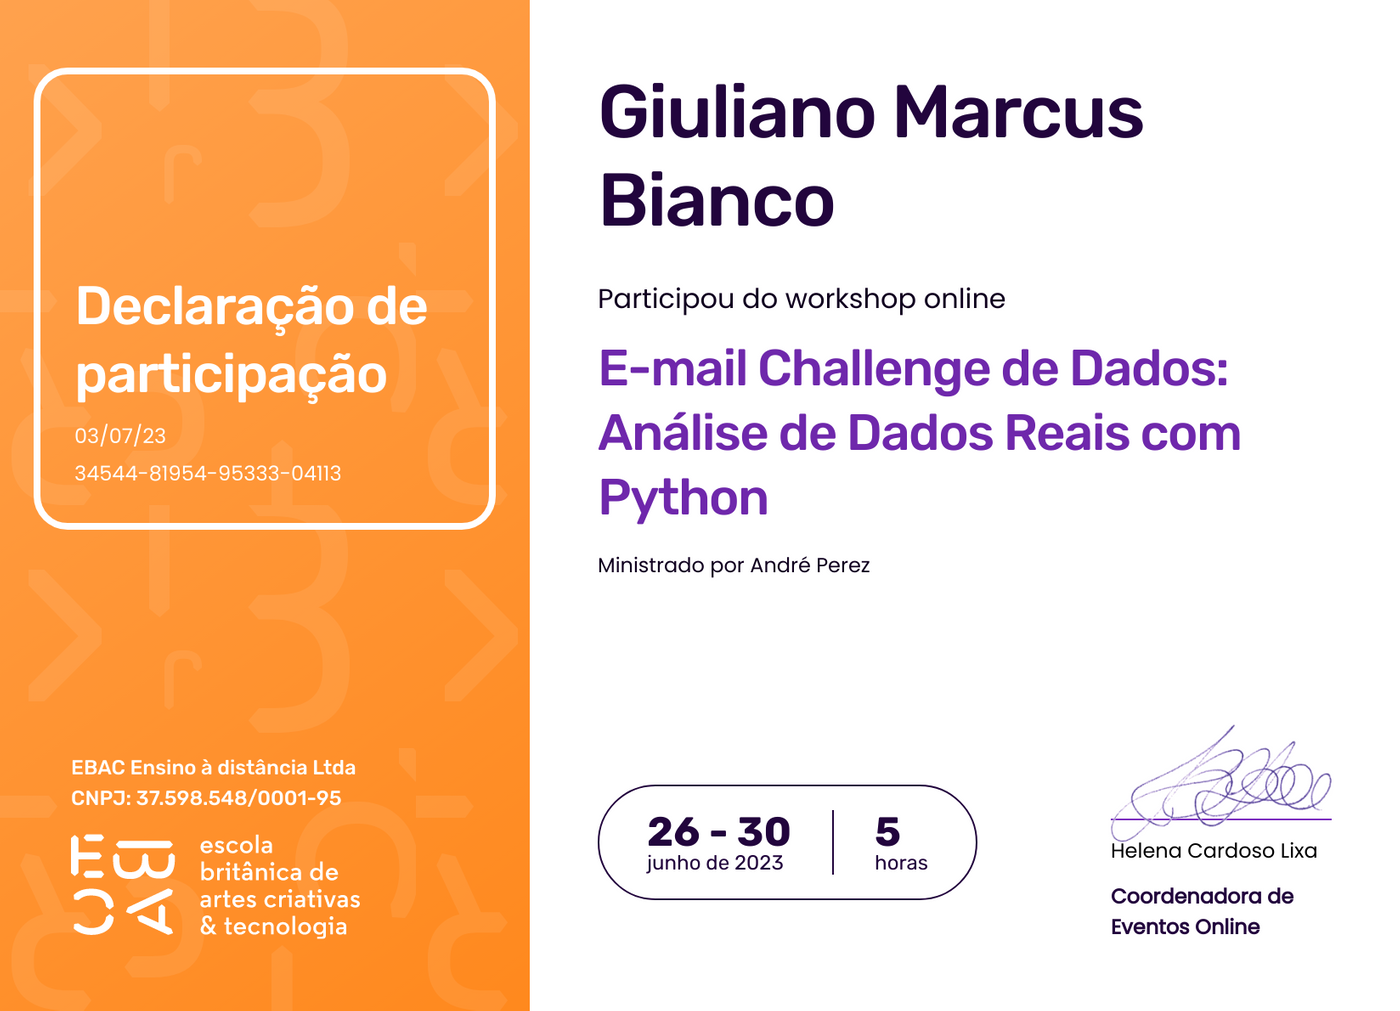 Declaração de
participação
03/07/23
34544-81954-95333-04113
EBAC Ensino à distância Ltda
CNPJ: 37.598.548/0001-95
EBAC
escola
britânica de
artes criativas
& tecnologia
Giuliano Marcus
Bianco
Participou do workshop online
E-mail Challenge de Dados:
Análise de Dados Reais com
Python
Ministrado por André Perez
26 - 30
junho de 2023
5
horas
Helena Cardoso Lixa
Coordenadora de
Eventos Online